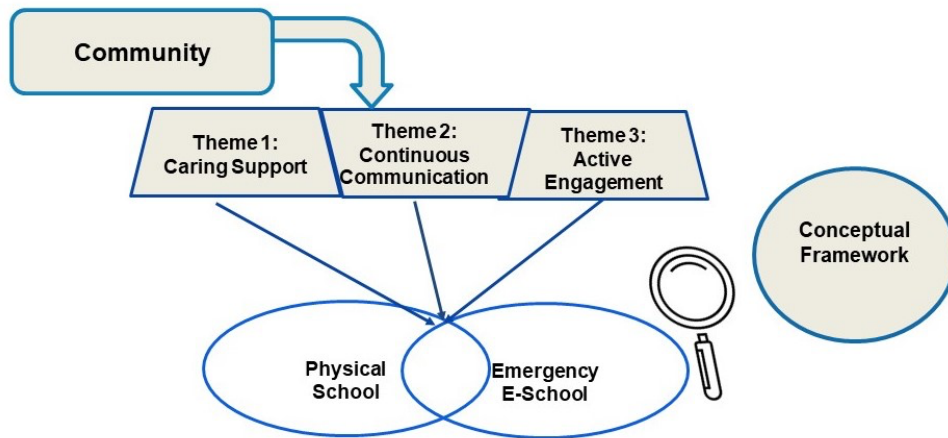 Community
Theme 1:
Caring Support
Theme 2:
Continuous
Communication
Theme 3:
Active
Engagement
Conceptual
Framework
Physical
School
Emergency
E-School